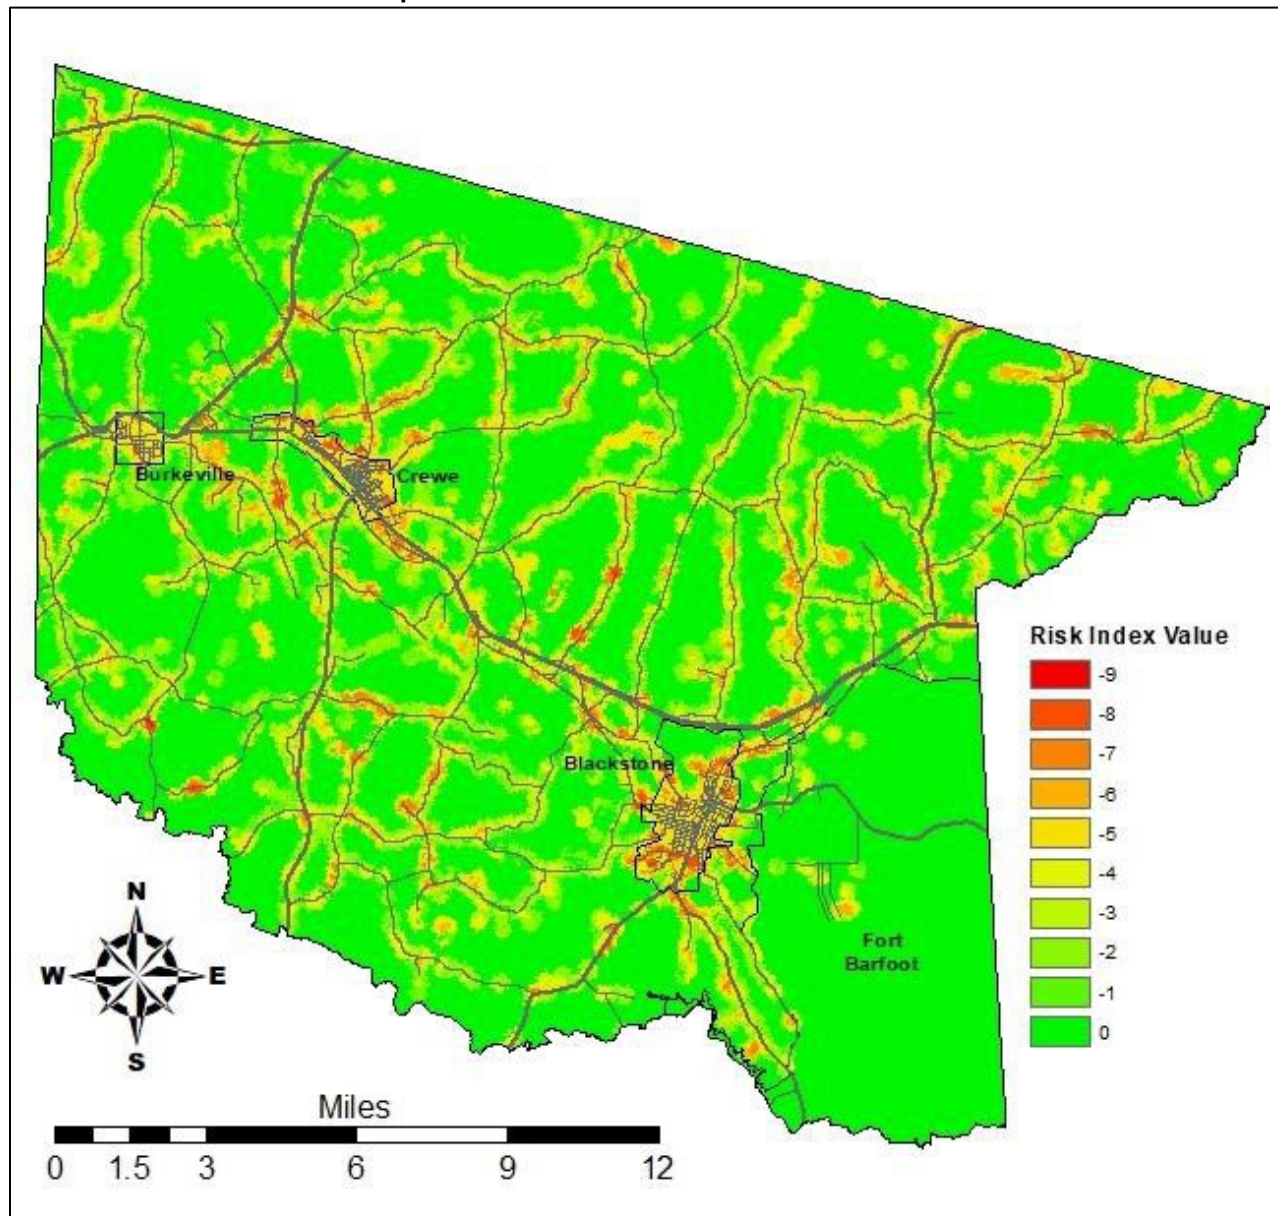 Burkeville
Crewe
Risk Index Value
-9
-8
-7
-6
-5
-4
-3
-2
-1
0
Blackstone
Fort
Barfoot
N
W E
S
Miles
0 1.5 3 6 9 12